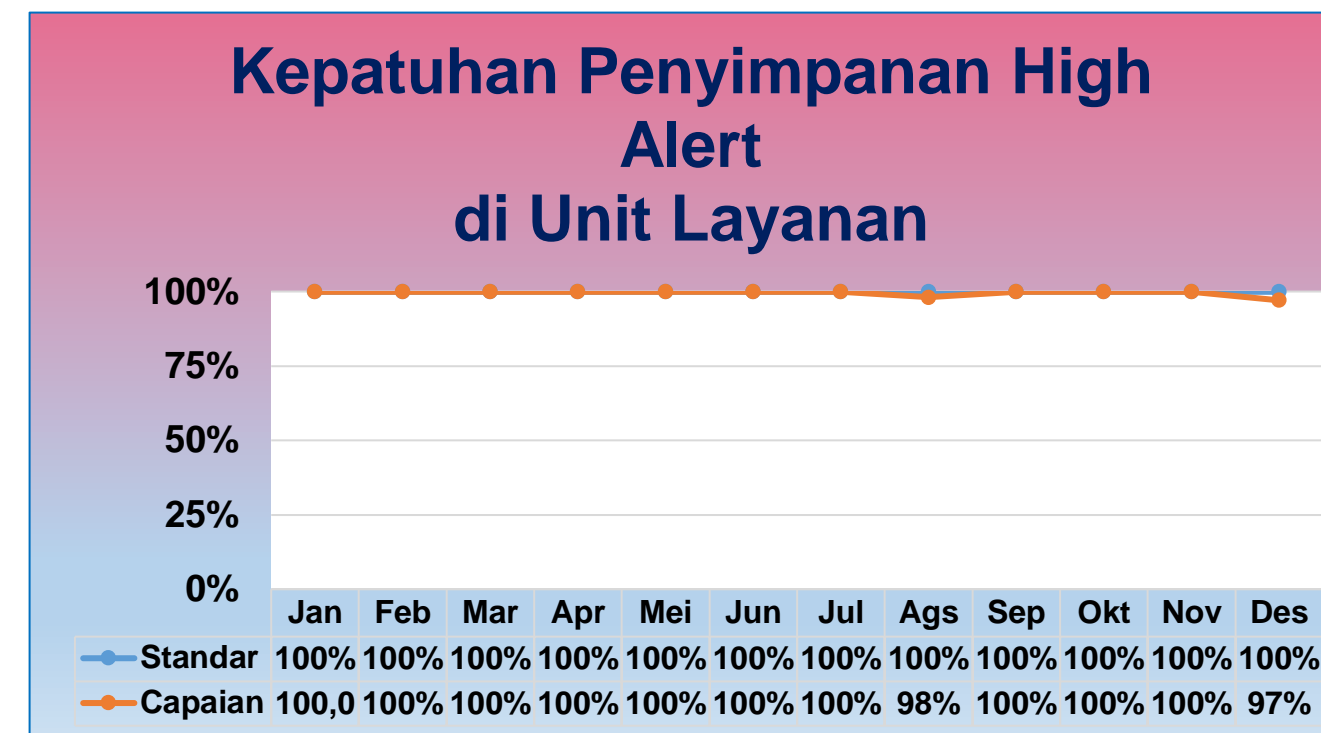 Kepatuhan Penyimpanan High
Alert
di Unit Layanan
100%
75%
50%
25%
0%
Jan Feb Mar Apr Mei Jun Jul Ags Sep Okt Nov Des
Standar 100% 100% 100% 100% 100% 100% 100% 100% 100% 100% 100% 100%
Capaian 100,0 100% 100% 100% 100% 100% 100% 98% 100% 100% 100% 97%